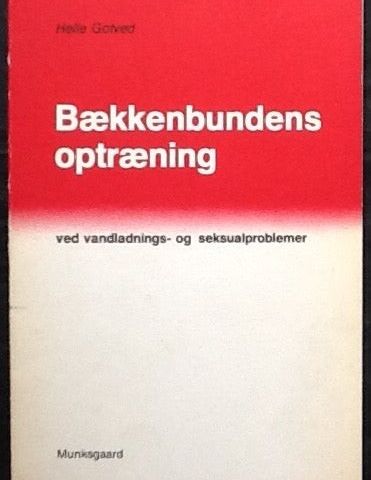 Helle Gotved
Bækkenbundens
optræning
ved vandladnings- og seksualproblemer
Munksgaard